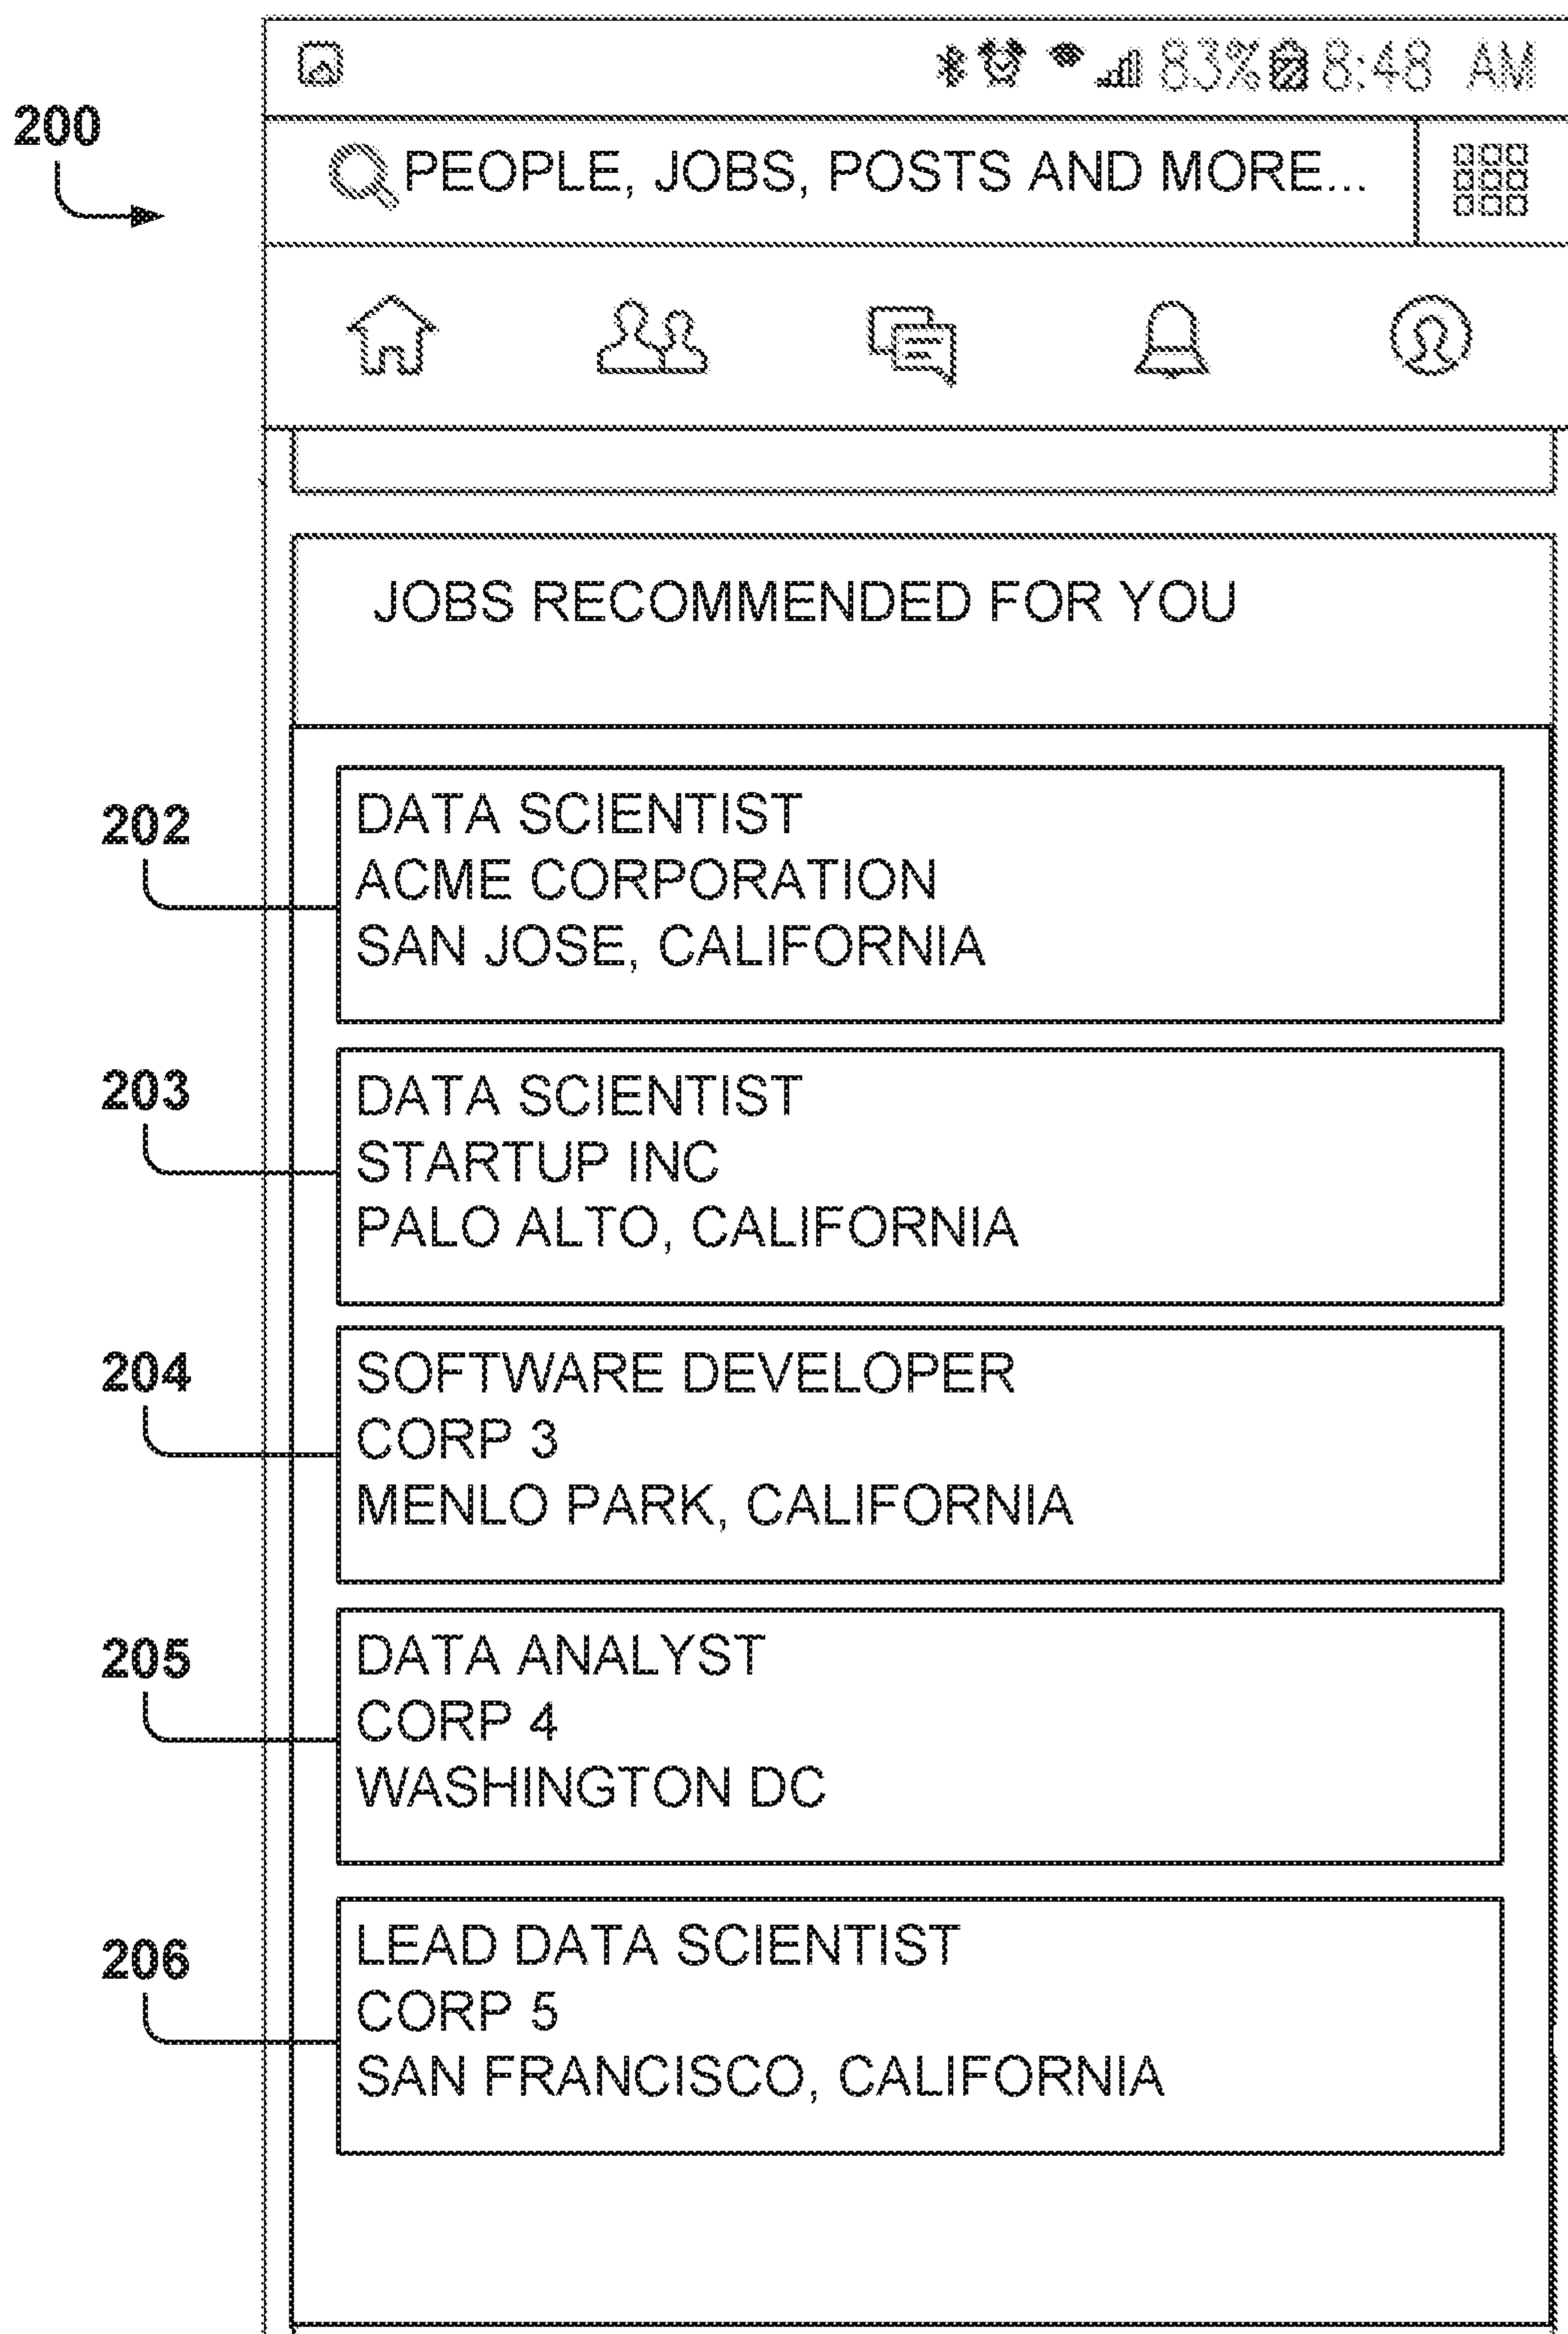 83% 8:48 AM
200
PEOPLE, JOBS, POSTS AND MORE...
JOBS RECOMMENDED FOR YOU
202
DATA SCIENTIST
ACME CORPORATION
SAN JOSE, CALIFORNIA
203
DATA SCIENTIST
STARTUP INC
PALO ALTO, CALIFORNIA
204
SOFTWARE DEVELOPER
CORP 3
MENLO PARK, CALIFORNIA
205
DATA ANALYST
CORP 4
WASHINGTON DC
206
LEAD DATA SCIENTIST
CORP 5
SAN FRANCISCO, CALIFORNIA